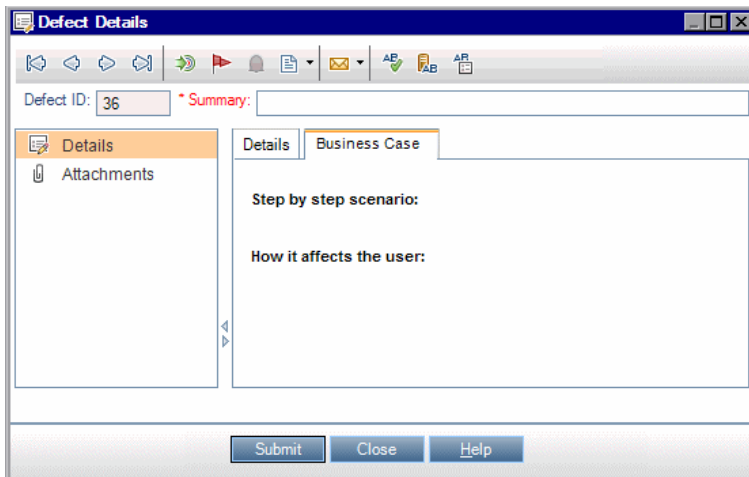 Defect Details
Defect ID: 36 * Summary:
Details
Attachments
Details Business Case
Step by step scenario:
How it affects the user:
Submit Close Help